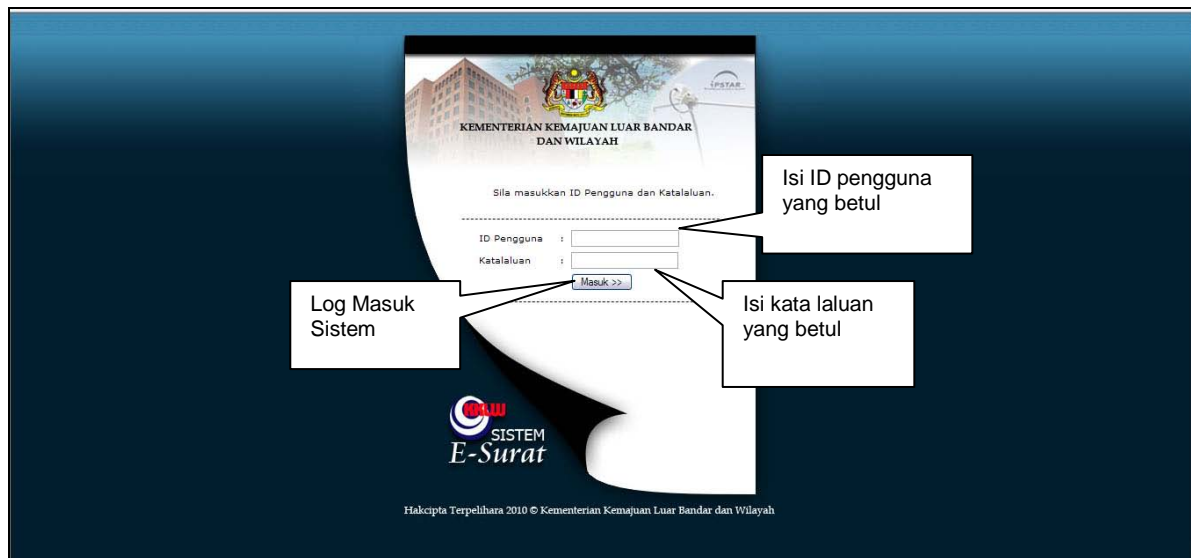 iPSTAR
KEMENTERIAN KEMAJUAN LUAR BANDAR
DAN WILAYAH
Sila masukkan ID Pengguna dan Katalaluan.
Isi ID pengguna
yang betul
ID Pengguna :
Katalaluan :
Masuk >>
Log Masuk
Sistem
Isi kata laluan
yang betul
KKLW
SISTEM
E-Surat
Hakcipta Terpelihara 2010 © Kementerian Kemajuan Luar Bandar dan Wilayah